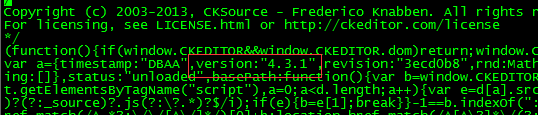 Copyright (c) 2003-2013, CKSource - Frederico Knabben. All rights r
For licensing, see LICENSE.html or http://ckeditor.com/license
*/
(function(){if(window.CKEDITOR&&window.CKEDITOR.dom)return;window.C
var a={timestamp:"DBAA",version:"4.3.1",revision:"3ecd0b8",rnd:Math
ing:[]},status:"unloaded",basePath:function(){var b=window.CKEDITOR
t.getElementsByTagName("script"),a=0;a<d.length;a++){var e=d[a].src
)?(?:_source)?.js(?:\?.*)?$/i);if(e){b=e[1];break}}-1==b.indexOf(":